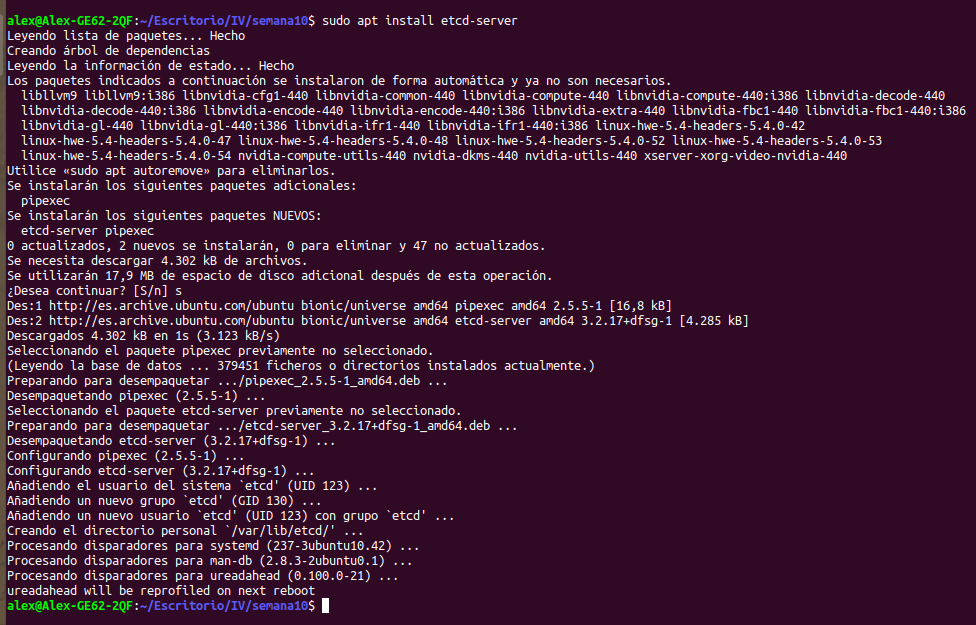 alex@Alex-GE62-2QF:~/Escritorio/IV/semana10$ sudo apt install etcd-server
Leyendo lista de paquetes... Hecho
Creando árbol de dependencias
Leyendo la información de estado... Hecho
Los paquetes indicados a continuación se instalaron de forma automática y ya no son necesarios.
  libllvm9 libllvm9:i386 libnvidia-cfg1-440 libnvidia-common-440 libnvidia-compute-440 libnvidia-compute-440:i386 libnvidia-decode-440
  libnvidia-decode-440:i386 libnvidia-encode-440 libnvidia-encode-440:i386 libnvidia-extra-440 libnvidia-fbc1-440 libnvidia-fbc1-440:i386
  libnvidia-gl-440 libnvidia-gl-440:i386 libnvidia-ifr1-440 libnvidia-ifr1-440:i386 linux-hwe-5.4-headers-5.4.0-42
  linux-hwe-5.4-headers-5.4.0-47 linux-hwe-5.4-headers-5.4.0-48 linux-hwe-5.4-headers-5.4.0-52 linux-hwe-5.4-headers-5.4.0-53
  linux-hwe-5.4-headers-5.4.0-54 nvidia-compute-utils-440 nvidia-dkms-440 nvidia-utils-440 xserver-xorg-video-nvidia-440
Utilice «sudo apt autoremove» para eliminarlos.
Se instalarán los siguientes paquetes adicionales:
  pipexec
Se instalarán los siguientes paquetes NUEVOS:
  etcd-server pipexec
0 actualizados, 2 nuevos se instalarán, 0 para eliminar y 47 no actualizados.
Se necesita descargar 4.302 kB de archivos.
Se utilizarán 17,9 MB de espacio de disco adicional después de esta operación.
¿Desea continuar? [S/n] s
Des:1 http://es.archive.ubuntu.com/ubuntu bionic/universe amd64 pipexec amd64 2.5.5-1 [16,8 kB]
Des:2 http://es.archive.ubuntu.com/ubuntu bionic/universe amd64 etcd-server amd64 3.2.17+dfsg-1 [4.285 kB]
Descargados 4.302 kB en 1s (3.123 kB/s)
Seleccionando el paquete pipexec previamente no seleccionado.
(Leyendo la base de datos ... 379451 ficheros o directorios instalados actualmente.)
Preparando para desempaquetar .../pipexec_2.5.5-1_amd64.deb ...
Desempaquetando pipexec (2.5.5-1) ...
Seleccionando el paquete etcd-server previamente no seleccionado.
Preparando para desempaquetar .../etcd-server_3.2.17+dfsg-1_amd64.deb ...
Desempaquetando etcd-server (3.2.17+dfsg-1) ...
Configurando pipexec (2.5.5-1) ...
Configurando etcd-server (3.2.17+dfsg-1) ...
Añadiendo el usuario del sistema `etcd' (UID 123) ...
Añadiendo un nuevo grupo `etcd' (GID 130) ...
Añadiendo un nuevo usuario `etcd' (UID 123) con grupo `etcd' ...
Creando el directorio personal `/var/lib/etcd/' ...
Procesando disparadores para systemd (237-3ubuntu10.42) ...
Procesando disparadores para man-db (2.8.3-2ubuntu0.1) ...
Procesando disparadores para ureadahead (0.100.0-21) ...
ureadahead will be reprofiled on next reboot
alex@Alex-GE62-2QF:~/Escritorio/IV/semana10$